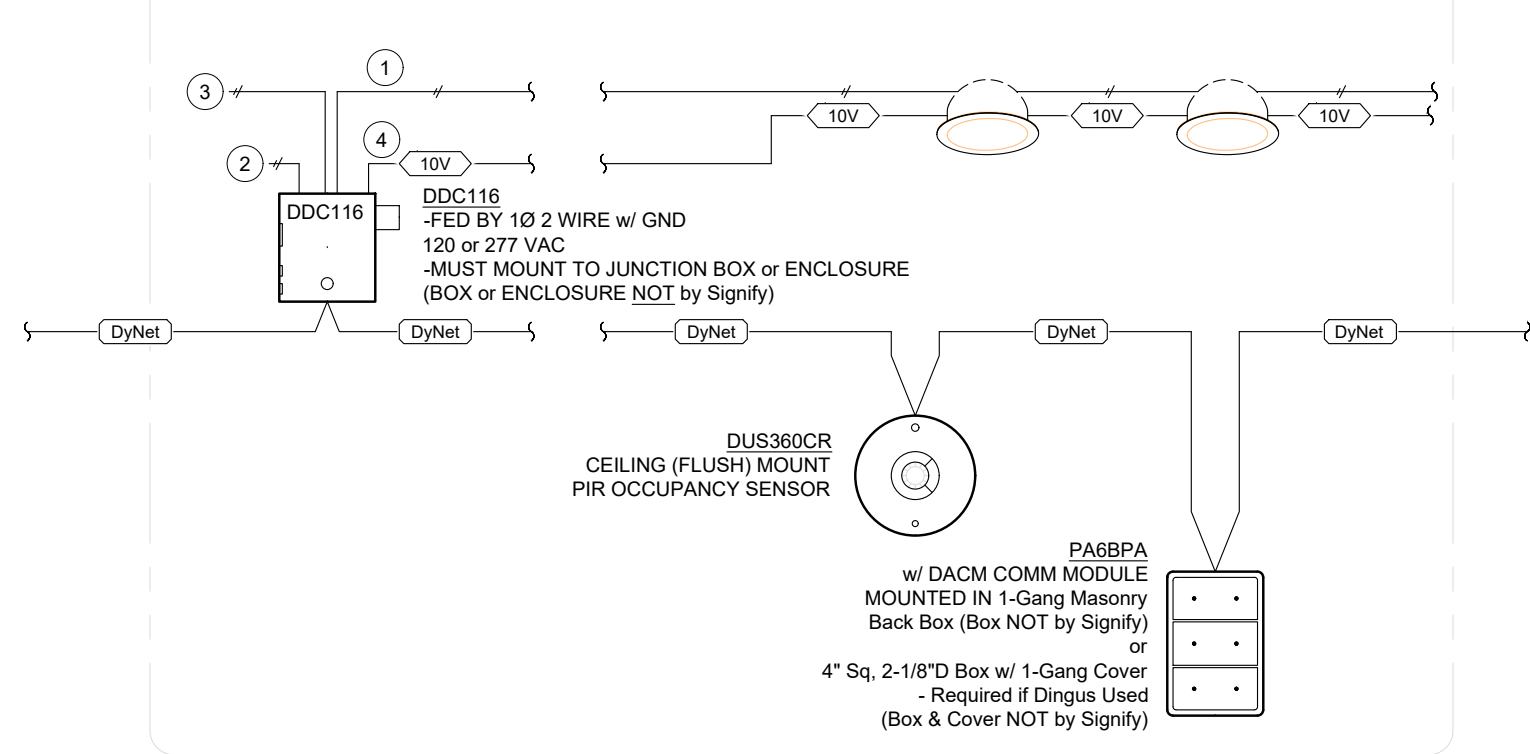 1
3
10V
10V
10V
4
2
10V
DDC116
DDC116
-FED BY 1Ø 2 WIRE w/ GND
120 or 277 VAC
-MUST MOUNT TO JUNCTION BOX or ENCLOSURE
(BOX or ENCLOSURE NOT by Signify)
DyNet
DyNet
DyNet
DyNet
DyNet
DUS360CR
CEILING (FLUSH) MOUNT
PIR OCCUPANCY SENSOR
PA6BPA
w/ DACM COMM MODULE
MOUNTED IN 1-Gang Masonry
Back Box (Box NOT by Signify)
or
4" Sq, 2-1/8"D Box w/ 1-Gang Cover
- Required if Dingus Used
(Box & Cover NOT by Signify)